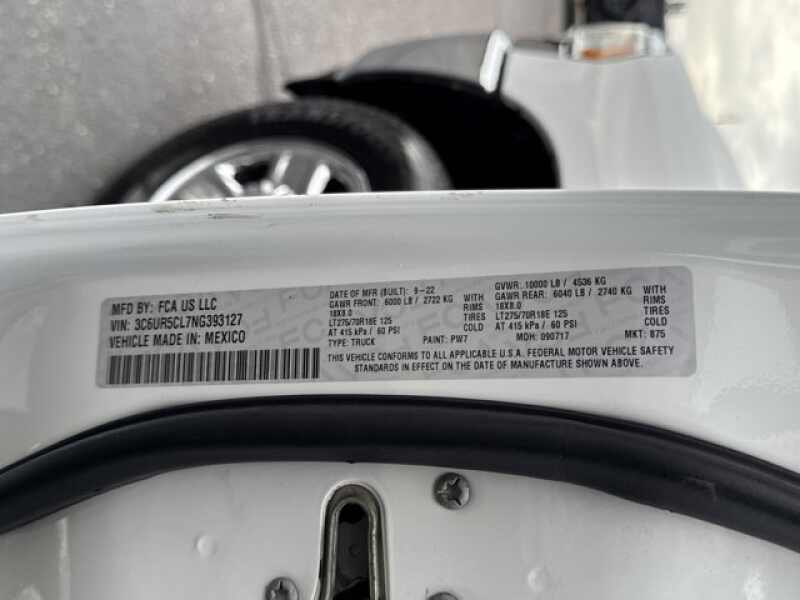 MFD BY: FCA US LLC
VIN: 3C6UR5CL7NG393127
VEHICLE MADE IN: MEXICO
DATE OF MFR (BUILT): 9-22 GVWR: 10000 LB / 4536 KG
GAWR FRONT: 6000 LB / 2722 KG WITH GAWR REAR: 6040 LB / 2740 KG WITH
18X8.0 RIMS 18X8.0 RIMS
LT275/70R18E 125 TIRES LT275/70R18E 125 TIRES
AT 415 kPa / 60 PSI COLD AT 415 kPa / 60 PSI COLD
TYPE: TRUCK PAINT: PW7 MDH: 090717 MKT: 875
THIS VEHICLE CONFORMS TO ALL APPLICABLE U.S.A. FEDERAL MOTOR VEHICLE SAFETY
STANDARDS IN EFFECT ON THE DATE OF MANUFACTURE SHOWN ABOVE.